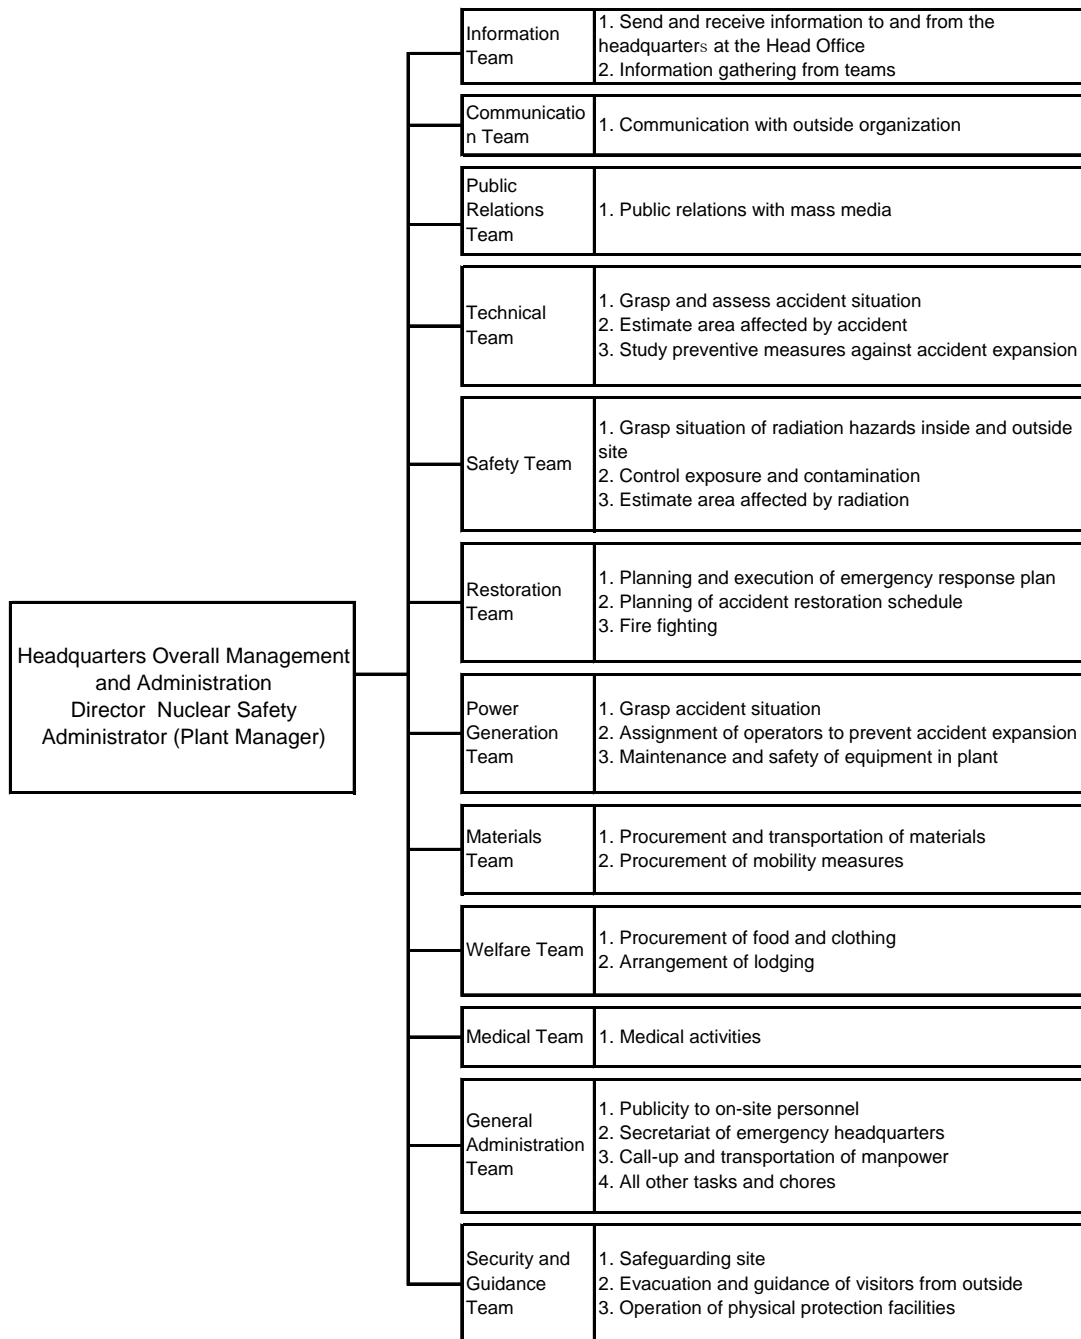 Information
Team
1. Send and receive information to and from the
headquarters at the Head Office
2. Information gathering from teams
Communicatio
n Team
1. Communication with outside organization
Public
Relations
Team
1. Public relations with mass media
Technical
Team
1. Grasp and assess accident situation
2. Estimate area affected by accident
3. Study preventive measures against accident expansion
Safety Team
1. Grasp situation of radiation hazards inside and outside
site
2. Control exposure and contamination
3. Estimate area affected by radiation
Restoration
Team
1. Planning and execution of emergency response plan
2. Planning of accident restoration schedule
3. Fire fighting
Headquarters Overall Management
and Administration
Director  Nuclear Safety
Administrator (Plant Manager)
Power
Generation
Team
1. Grasp accident situation
2. Assignment of operators to prevent accident expansion
3. Maintenance and safety of equipment in plant
Materials
Team
1. Procurement and transportation of materials
2. Procurement of mobility measures
Welfare Team
1. Procurement of food and clothing
2. Arrangement of lodging
Medical Team
1. Medical activities
General
Administration
Team
1. Publicity to on-site personnel
2. Secretariat of emergency headquarters
3. Call-up and transportation of manpower
4. All other tasks and chores
Security and
Guidance
Team
1. Safeguarding site
2. Evacuation and guidance of visitors from outside
3. Operation of physical protection facilities